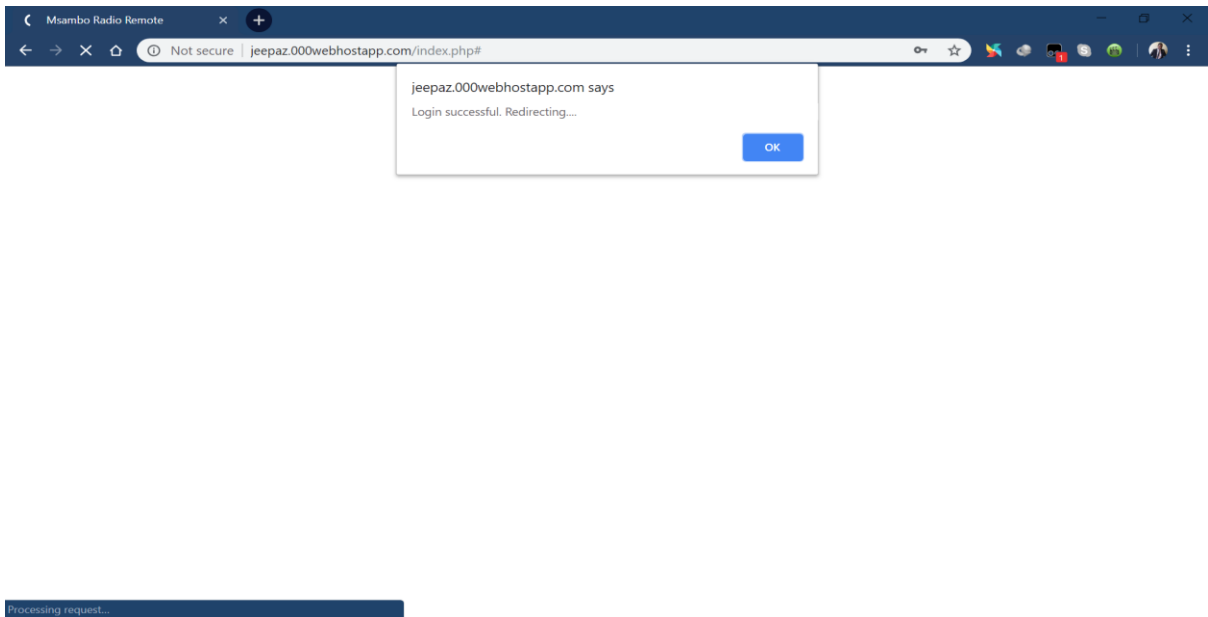 Msambo Radio Remote
Not secure | jeepaz.000webhostapp.com/index.php#
1
jeepaz.000webhostapp.com says
Login successful. Redirecting....
OK
Processing request...